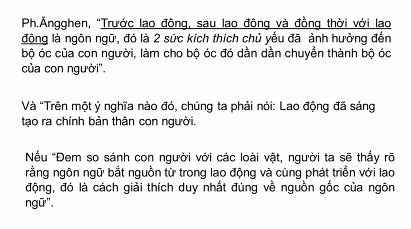 Ph.Ăngghen, “Trước lao động, sau lao động và đồng thời với lao
động là ngôn ngữ, đó là 2 sức kích thích chủ yếu đã ảnh hưởng đến
bộ óc của con người, làm cho bộ óc đó dần dần chuyển thành bộ óc
của con người”.
Và “Trên một ý nghĩa nào đó, chúng ta phải nói: Lao động đã sáng
tạo ra chính bản thân con người.
Nếu “Đem so sánh con người với các loài vật, người ta sẽ thấy rõ
rằng ngôn ngữ bắt nguồn từ trong lao động và cùng phát triển với lao
động, đó là cách giải thích duy nhất đúng về nguồn gốc của ngôn
ngữ”.